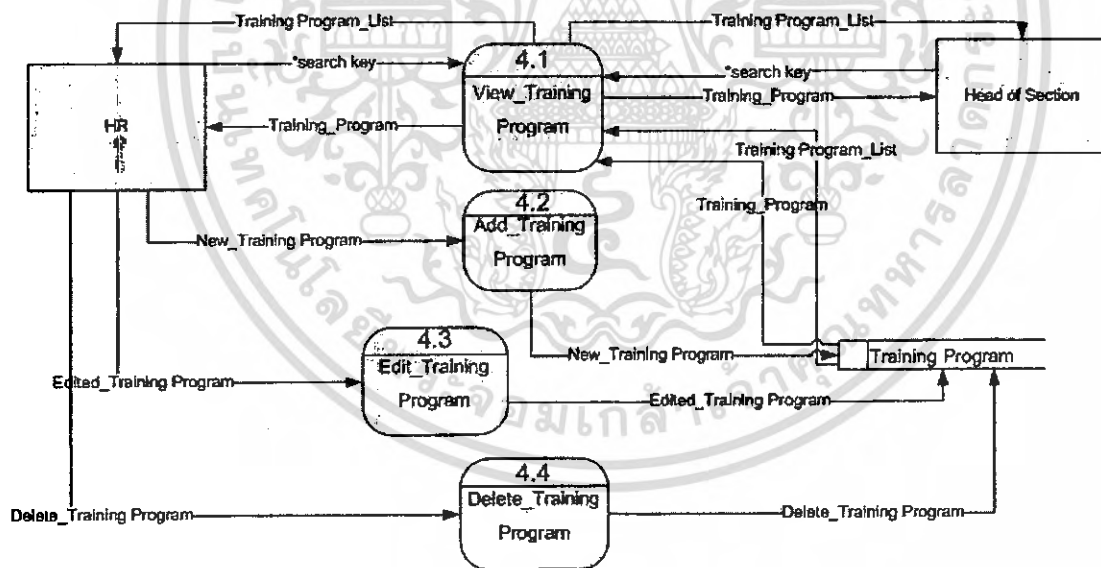 Training Program_List
Training Program_List
4.1
View_Training
Program
*search key
*search key
HR
Head of Section
Training_Program
Training_Program
Training Program_List
Training_Program
4.2
Add_Training
Program
New_Training Program
4.3
Edit_Training
Program
New_Training Program
Training Program
Edited_Training Program
Edited_Training Program
4.4
Delete_Training
Program
Delete_Training Program
Delete_Training Program